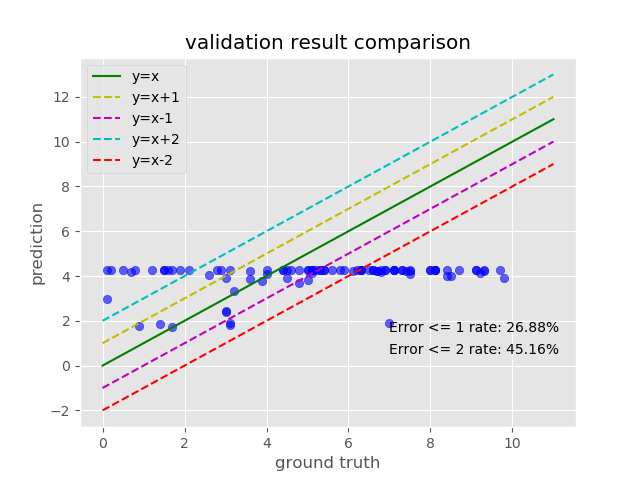 validation result comparison
y=x
y=x+1
y=x-1
y=x+2
y=x-2
12
10
8
6
4
2
0
−2
prediction
Error <= 1 rate: 26.88%
Error <= 2 rate: 45.16%
0 2 4 6 8 10
ground truth